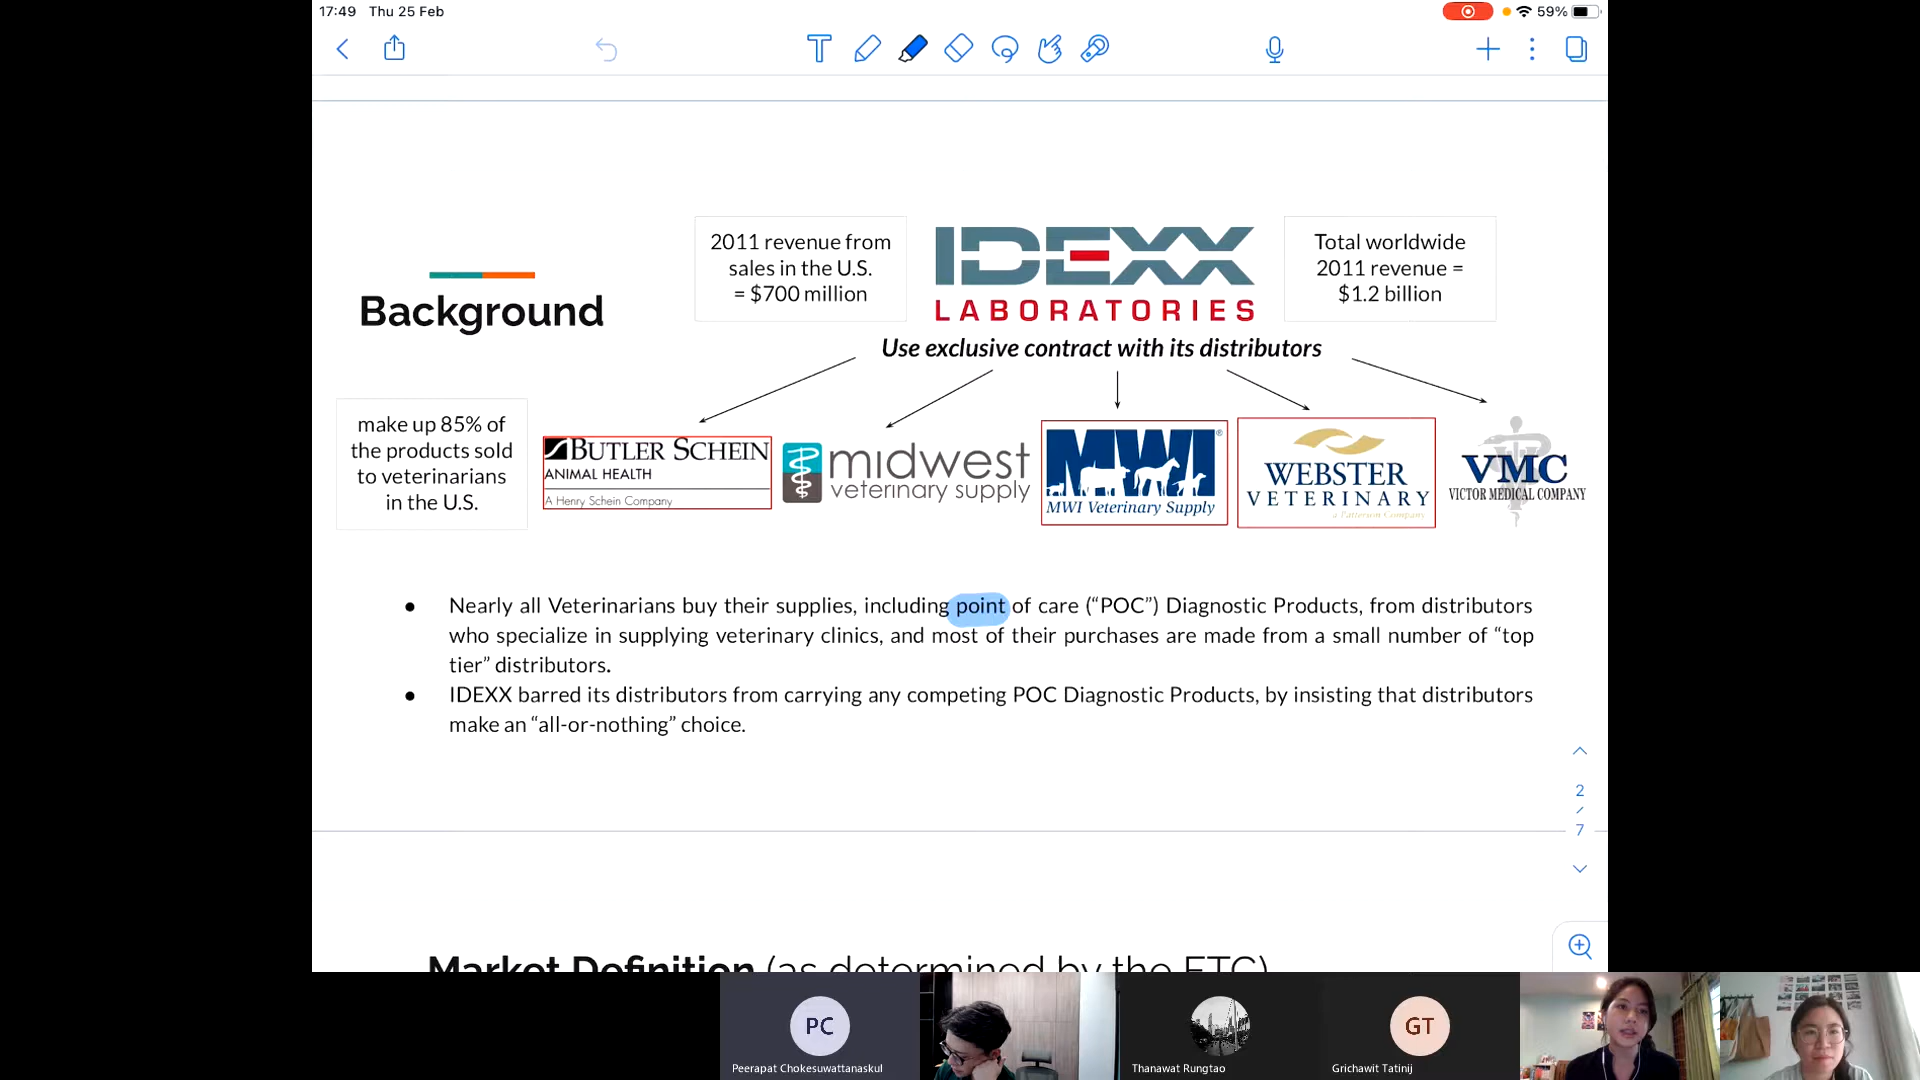 17:49 Thu 25 Feb
59%
2011 revenue from
sales in the U.S.
= $700 million
IDEXX
LABORATORIES
Total worldwide
2011 revenue =
$1.2 billion
Background
Use exclusive contract with its distributors
make up 85% of
the products sold
to veterinarians
in the U.S.
BUTLER SCHEIN
ANIMAL HEALTH
A Henry Schein Company
midwest
veterinary supply
MWI®
MWI Veterinary Supply
WEBSTER
VETERINARY
a Patterson Company
VMC
VICTOR MEDICAL COMPANY
● Nearly all Veterinarians buy their supplies, including point of care (“POC”) Diagnostic Products, from distributors
who specialize in supplying veterinary clinics, and most of their purchases are made from a small number of “top
tier” distributors.
● IDEXX barred its distributors from carrying any competing POC Diagnostic Products, by insisting that distributors
make an “all-or-nothing” choice.
2
/
7
Market Definition (as determined by the FTC)
PC
GT
Peerapat Chokesuwattanaskul
Thanawat Rungtao
Grichawit Tatinij